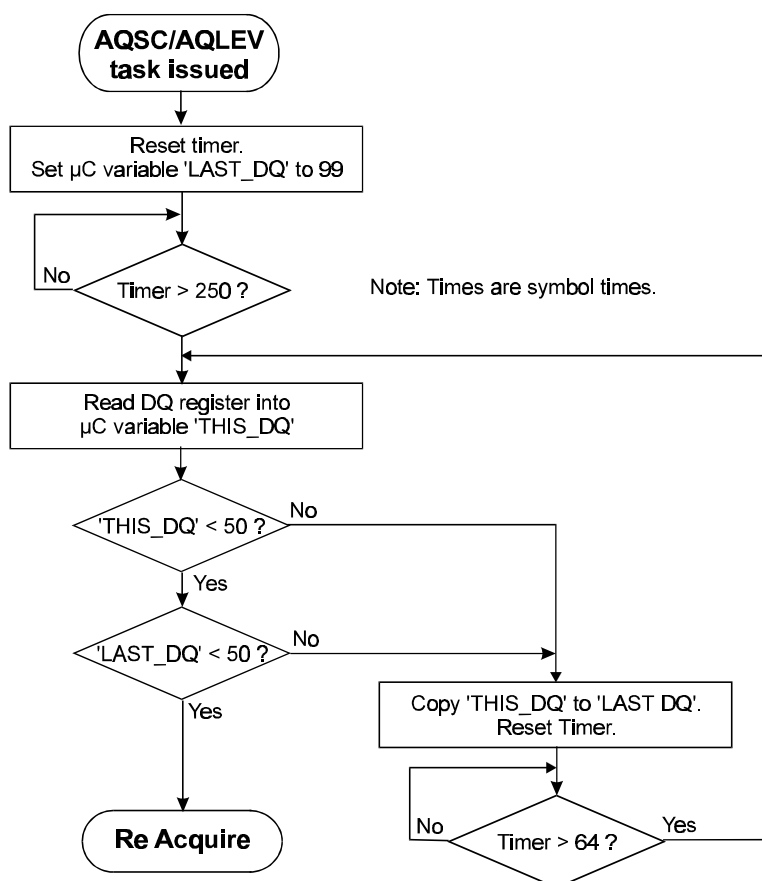 AQSC/AQLEV
task issued
Reset timer.
Set µC variable 'LAST_DQ' to 99
No
Timer > 250 ?
Note: Times are symbol times.
Read DQ register into
µC variable 'THIS_DQ'
'THIS_DQ' < 50 ?
No
Yes
'LAST_DQ' < 50 ?
No
Yes
Copy 'THIS_DQ' to 'LAST DQ'.
Reset Timer.
Re Acquire
No
Timer > 64 ?
Yes